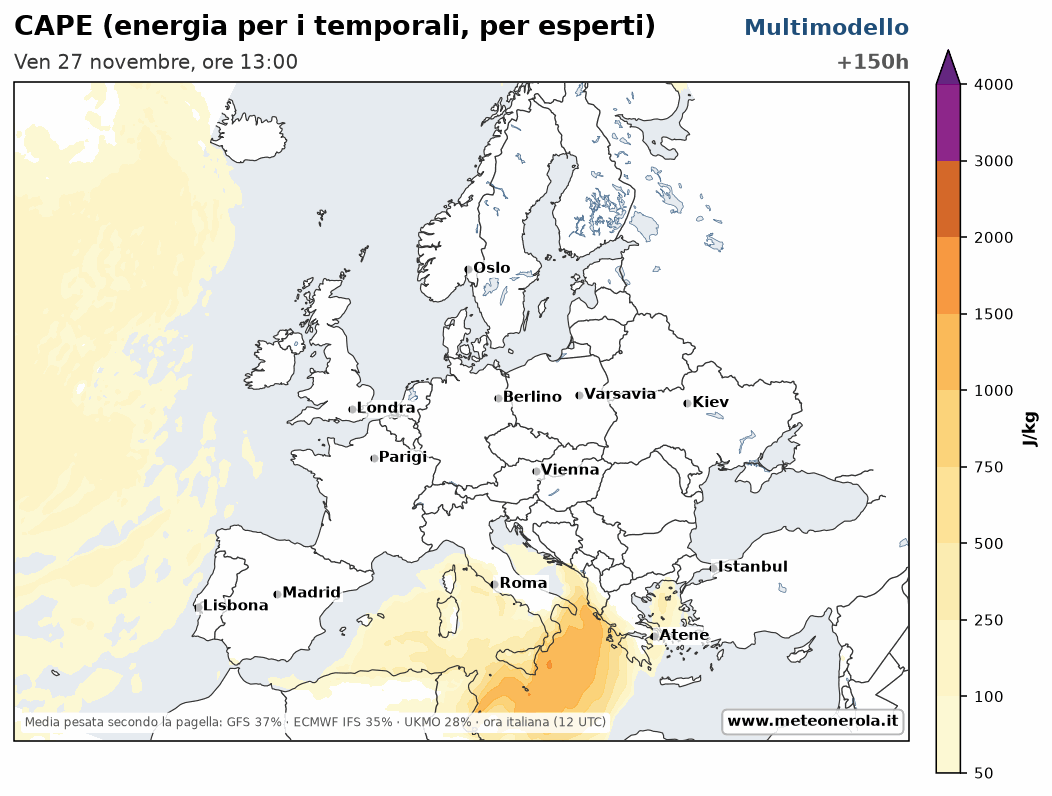 CAPE (energia per i temporali, per esperti)
Multimodello
Ven 27 novembre, ore 13:00
+150h
4000
3000
2000
1500
1000
750
500
250
100
50
J/kg
Oslo
Londra
Berlino
Varsavia
Kiev
Parigi
Vienna
Istanbul
Roma
Madrid
Lisbona
Atene
Media pesata secondo la pagella: GFS 37% · ECMWF IFS 35% · UKMO 28% · ora italiana (12 UTC)
www.meteonerola.it